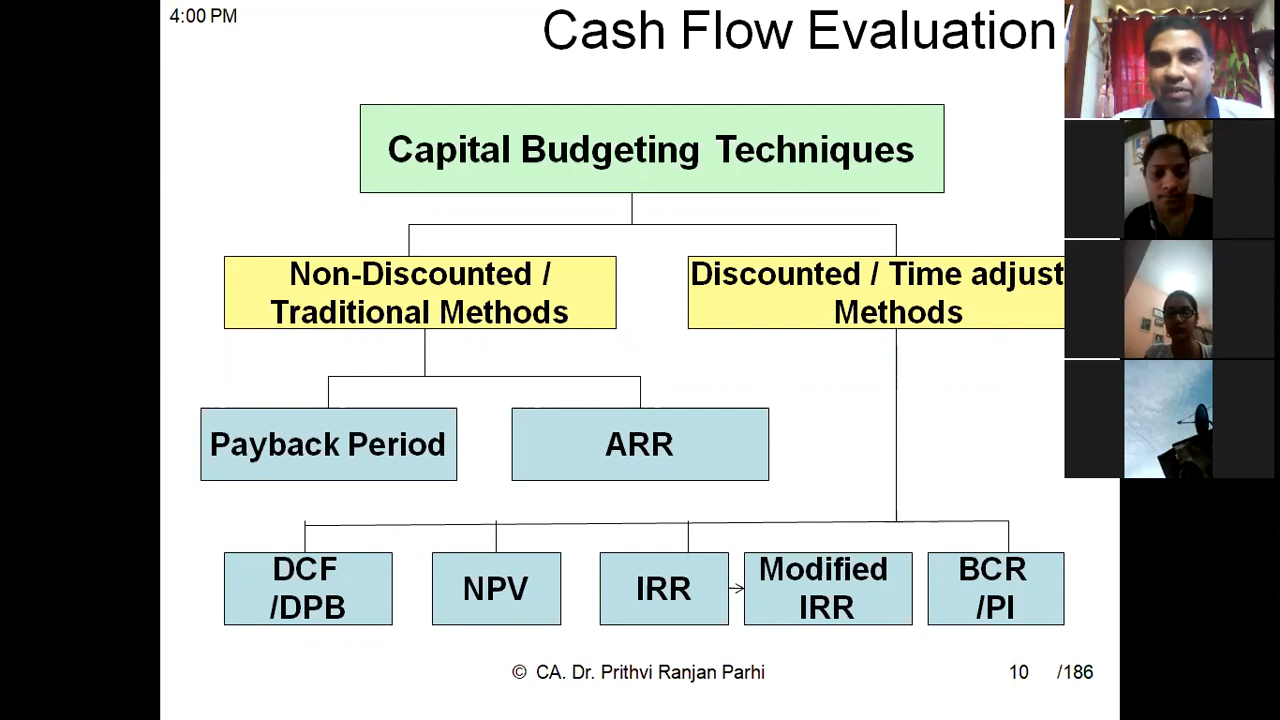 4:00 PM
Cash Flow Evaluation
Capital Budgeting Techniques
Non-Discounted /
Traditional Methods
Discounted / Time adjust
Methods
Payback Period
ARR
DCF
/DPB
NPV
IRR
Modified
IRR
BCR
/PI
© CA. Dr. Prithvi Ranjan Parhi
10 /186